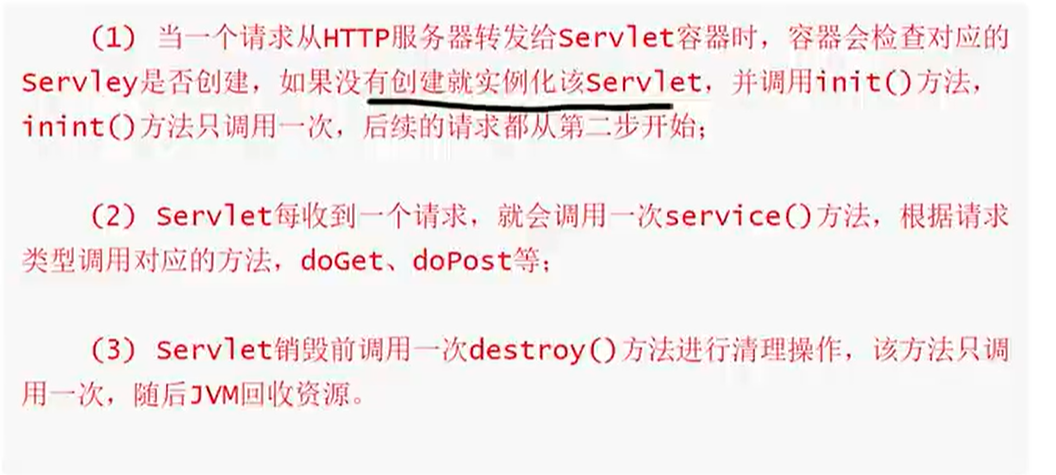 (1) 当一个请求从HTTP服务器转发给Servlet容器时，容器会检查对应的
Servley是否创建，如果没有创建就实例化该Servlet，并调用init()方法，
inint()方法只调用一次，后续的请求都从第二步开始；
(2) Servlet每收到一个请求，就会调用一次service()方法，根据请求
类型调用对应的方法，doGet、doPost等；
(3) Servlet销毁前调用一次destroy()方法进行清理操作，该方法只调
用一次，随后JVM回收资源。